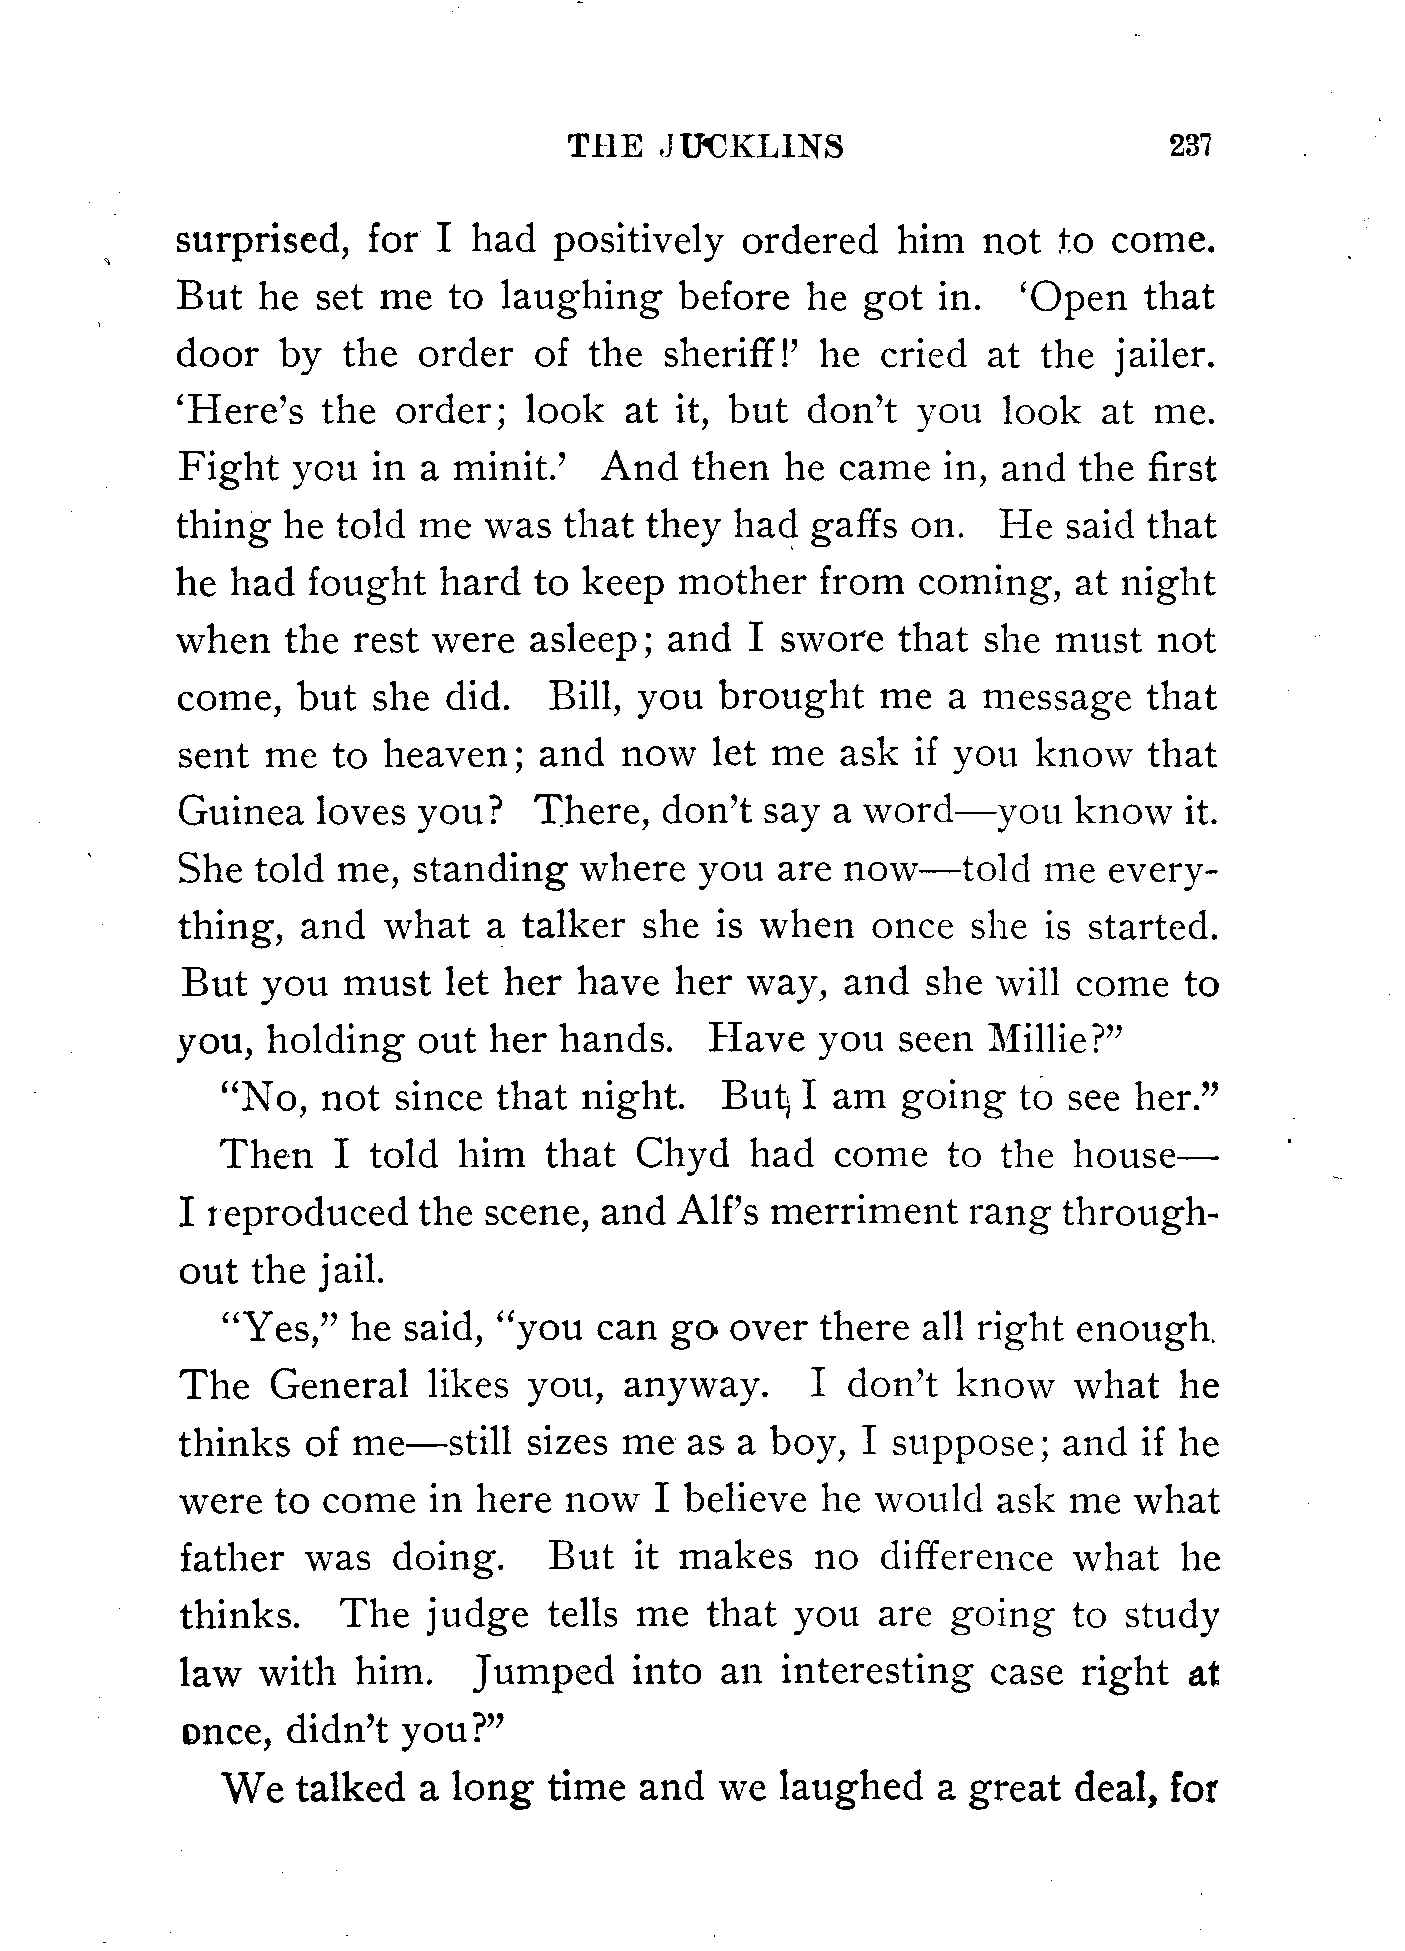 THE JUCKLINS 237
surprised, for I had positively ordered him not to come.
But he set me to laughing before he got in. ‘Open that
door by the order of the sheriff!’ he cried at the jailer.
‘Here’s the order; look at it, but don’t you look at me.
Fight you in a minit.’ And then he came in, and the first
thing he told me was that they had gaffs on. He said that
he had fought hard to keep mother from coming, at night
when the rest were asleep; and I swore that she must not
come, but she did. Bill, you brought me a message that
sent me to heaven; and now let me ask if you know that
Guinea loves you? There, don’t say a word—you know it.
She told me, standing where you are now—told me every-
thing, and what a talker she is when once she is started.
But you must let her have her way, and she will come to
you, holding out her hands. Have you seen Millie?”
“No, not since that night. But, I am going to see her.”
Then I told him that Chyd had come to the house—
I reproduced the scene, and Alf’s merriment rang through-
out the jail.
“Yes,” he said, “you can go over there all right enough.
The General likes you, anyway. I don’t know what he
thinks of me—still sizes me as a boy, I suppose; and if he
were to come in here now I believe he would ask me what
father was doing. But it makes no difference what he
thinks. The judge tells me that you are going to study
law with him. Jumped into an interesting case right at
once, didn’t you?”
We talked a long time and we laughed a great deal, for